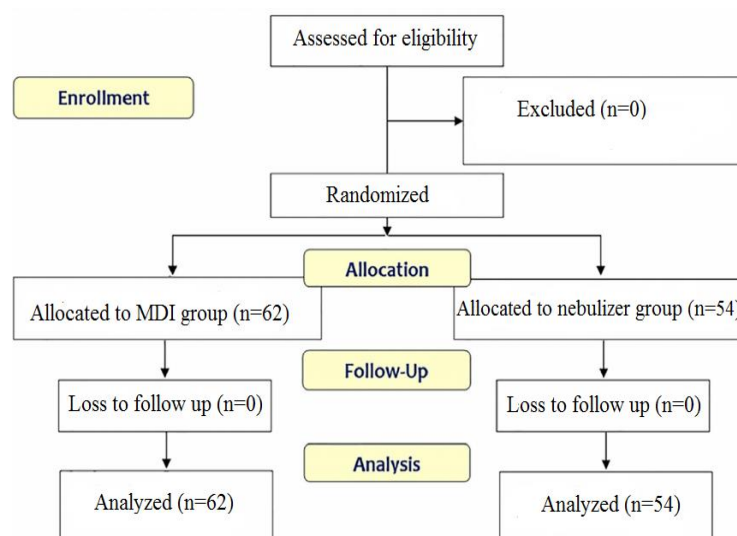 Assessed for eligibility
Enrollment
Excluded (n=0)
Randomized
Allocation
Allocated to MDI group (n=62)
Allocated to nebulizer group (n=54)
Follow-Up
Loss to follow up (n=0)
Loss to follow up (n=0)
Analysis
Analyzed (n=62)
Analyzed (n=54)